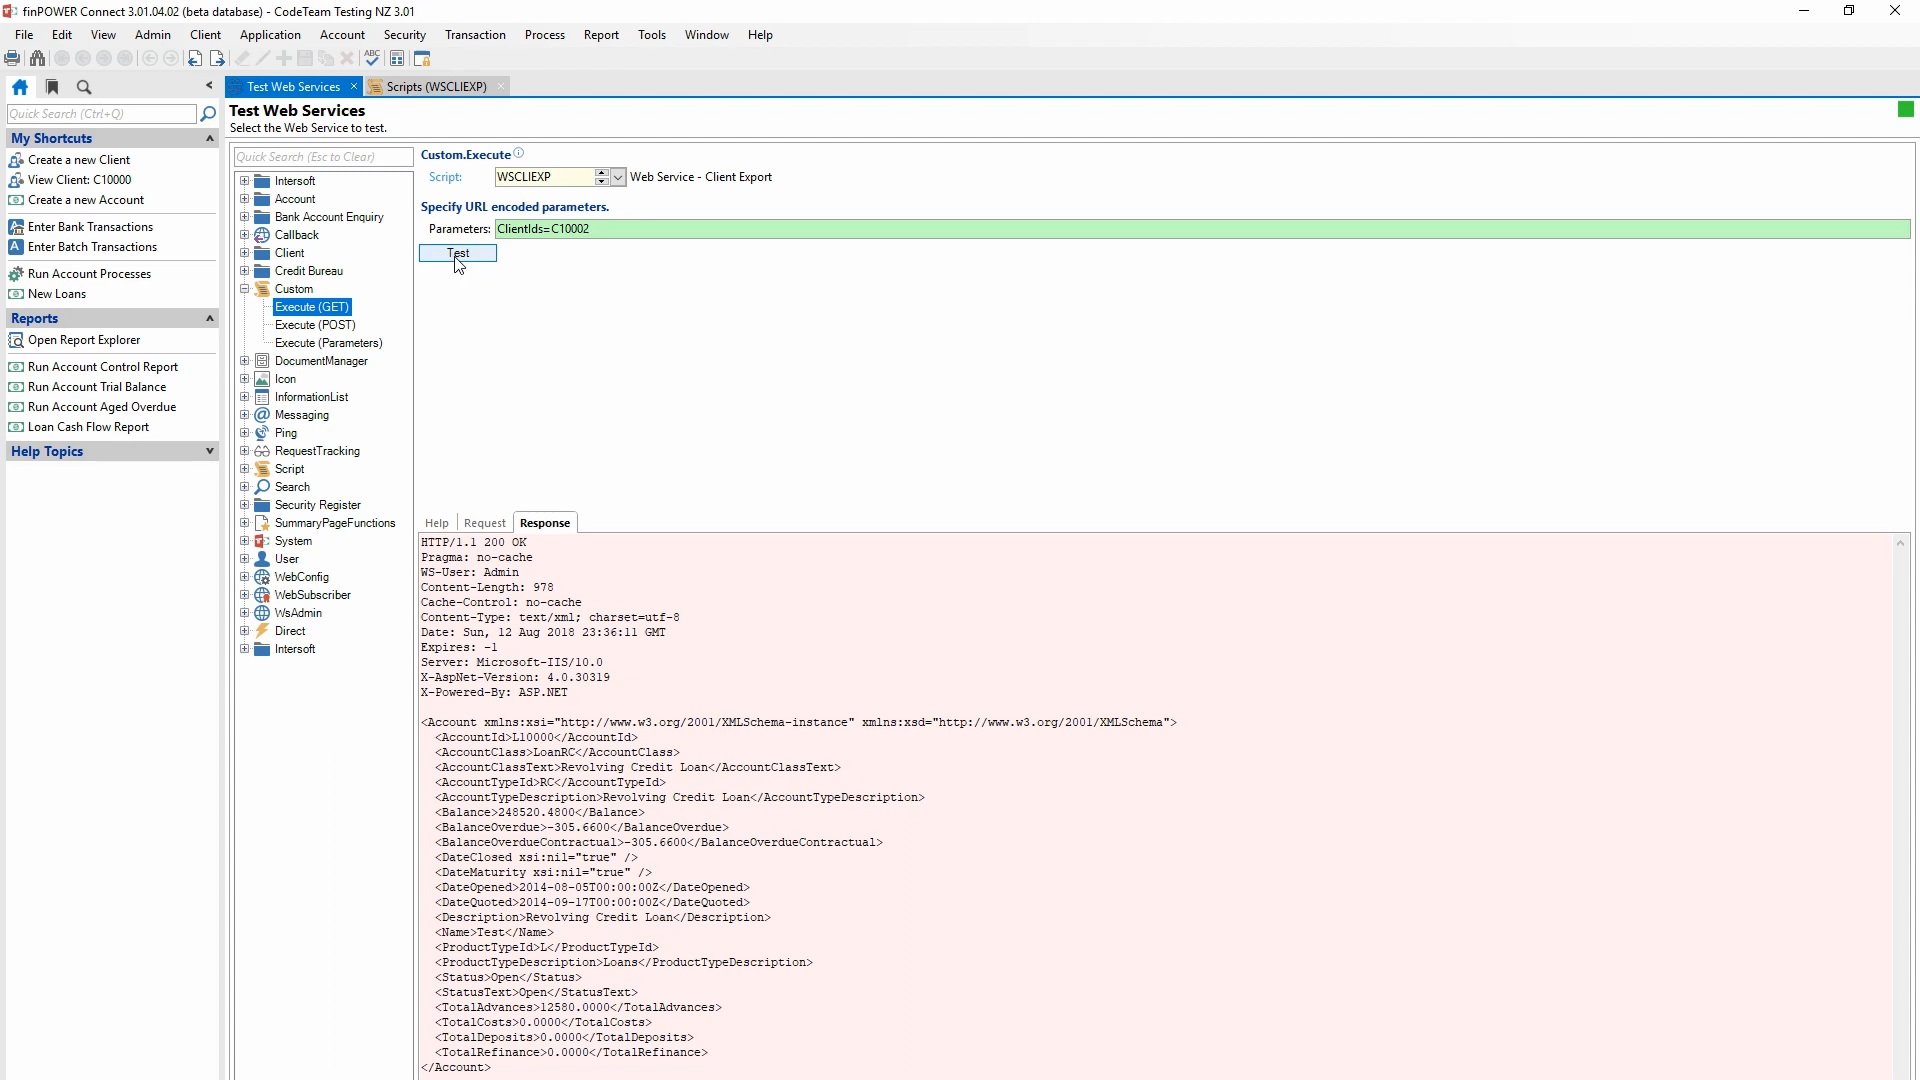 finPOWER Connect 3.01.04.02 (beta database) - CodeTeam Testing NZ 3.01
File Edit View Admin Client Application Account Security Transaction Process Report Tools Window Help
ABC
Test Web Services
Scripts (WSCLIEXP)
Quick Search (Ctrl+Q)
My Shortcuts
Create a new Client
View Client: C10000
Create a new Account
Enter Bank Transactions
Enter Batch Transactions
Run Account Processes
New Loans
Reports
Open Report Explorer
Run Account Control Report
Run Account Trial Balance
Run Account Aged Overdue
Loan Cash Flow Report
Help Topics
Test Web Services
Select the Web Service to test.
Quick Search (Esc to Clear)
Intersoft
Account
Bank Account Enquiry
Callback
Client
Credit Bureau
Custom
Execute (GET)
Execute (POST)
Execute (Parameters)
DocumentManager
Icon
InformationList
Messaging
Ping
RequestTracking
Script
Search
Security Register
SummaryPageFunctions
System
User
WebConfig
WebSubscriber
WsAdmin
Direct
Intersoft
Custom.Execute
Script: WSCLIEXP Web Service - Client Export
Specify URL encoded parameters.
Parameters: ClientIds=C10002
Test
Help Request Response
HTTP/1.1 200 OK
Pragma: no-cache
WS-User: Admin
Content-Length: 978
Cache-Control: no-cache
Content-Type: text/xml; charset=utf-8
Date: Sun, 12 Aug 2018 23:36:11 GMT
Expires: -1
Server: Microsoft-IIS/10.0
X-AspNet-Version: 4.0.30319
X-Powered-By: ASP.NET
<Account xmlns:xsi="http://www.w3.org/2001/XMLSchema-instance" xmlns:xsd="http://www.w3.org/2001/XMLSchema">
<AccountId>L10000</AccountId>
<AccountClass>LoanRC</AccountClass>
<AccountClassText>Revolving Credit Loan</AccountClassText>
<AccountTypeId>RC</AccountTypeId>
<AccountTypeDescription>Revolving Credit Loan</AccountTypeDescription>
<Balance>248520.4800</Balance>
<BalanceOverdue>-305.6600</BalanceOverdue>
<BalanceOverdueContractual>-305.6600</BalanceOverdueContractual>
<DateClosed xsi:nil="true" />
<DateMaturity xsi:nil="true" />
<DateOpened>2014-08-05T00:00:00Z</DateOpened>
<DateQuoted>2014-09-17T00:00:00Z</DateQuoted>
<Description>Revolving Credit Loan</Description>
<Name>Test</Name>
<ProductTypeId>L</ProductTypeId>
<ProductTypeDescription>Loans</ProductTypeDescription>
<Status>Open</Status>
<StatusText>Open</StatusText>
<TotalAdvances>12580.0000</TotalAdvances>
<TotalCosts>0.0000</TotalCosts>
<TotalDeposits>0.0000</TotalDeposits>
<TotalRefinance>0.0000</TotalRefinance>
</Account>